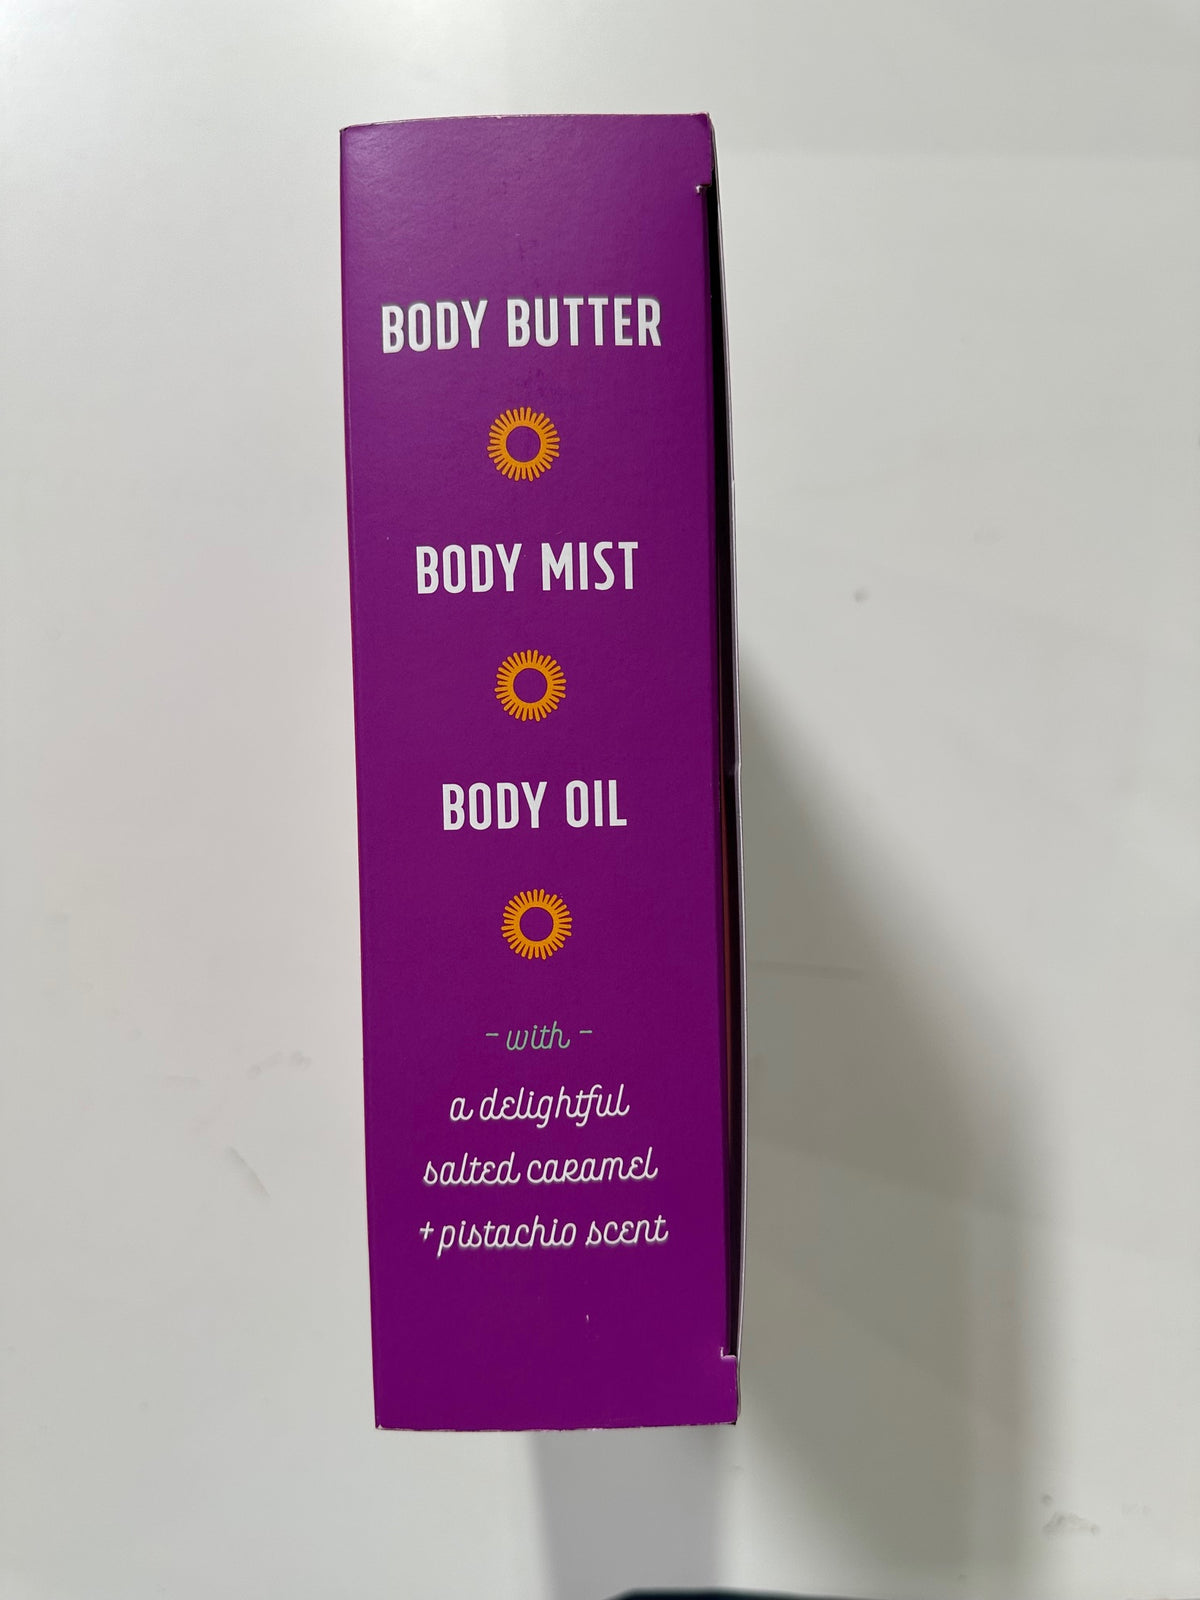 BODY BUTTER
BODY MIST
BODY OIL
- with -
a delightful
salted caramel
+ pistachio scent